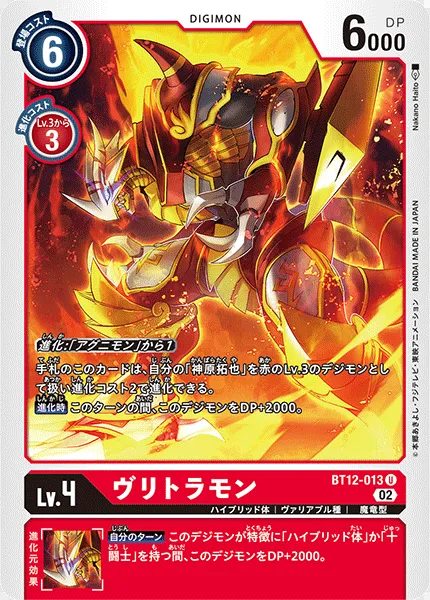 登場コスト
6
DIGIMON
6000
DP
進化コスト
Lv.3から
3
Nakano Haito
BANDAI MADE IN JAPAN
© 本郷あきよし・フジテレビ・東映アニメーション
進化:「アグニモン」から1
手札のこのカードは、自分の「神原拓也」を赤のLv.3のデジモンとし
て扱い進化コスト2で進化できる。
進化時 このターンの間、このデジモンをDP+2000。
BT12-013 U
Lv.4
ヴリトラモン
02
ハイブリッド体 | ヴァリアブル種 | 魔竜型
進化元効果
自分のターン このデジモンが特徴に「ハイブリッド体」か「十
闘士」を持つ間、このデジモンをDP+2000。